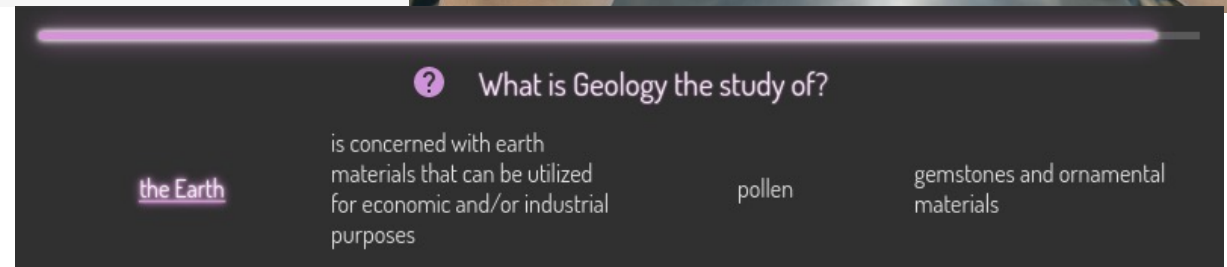 ? What is Geology the study of?
the Earth
is concerned with earth
materials that can be utilized
for economic and/or industrial
purposes
pollen
gemstones and ornamental
materials